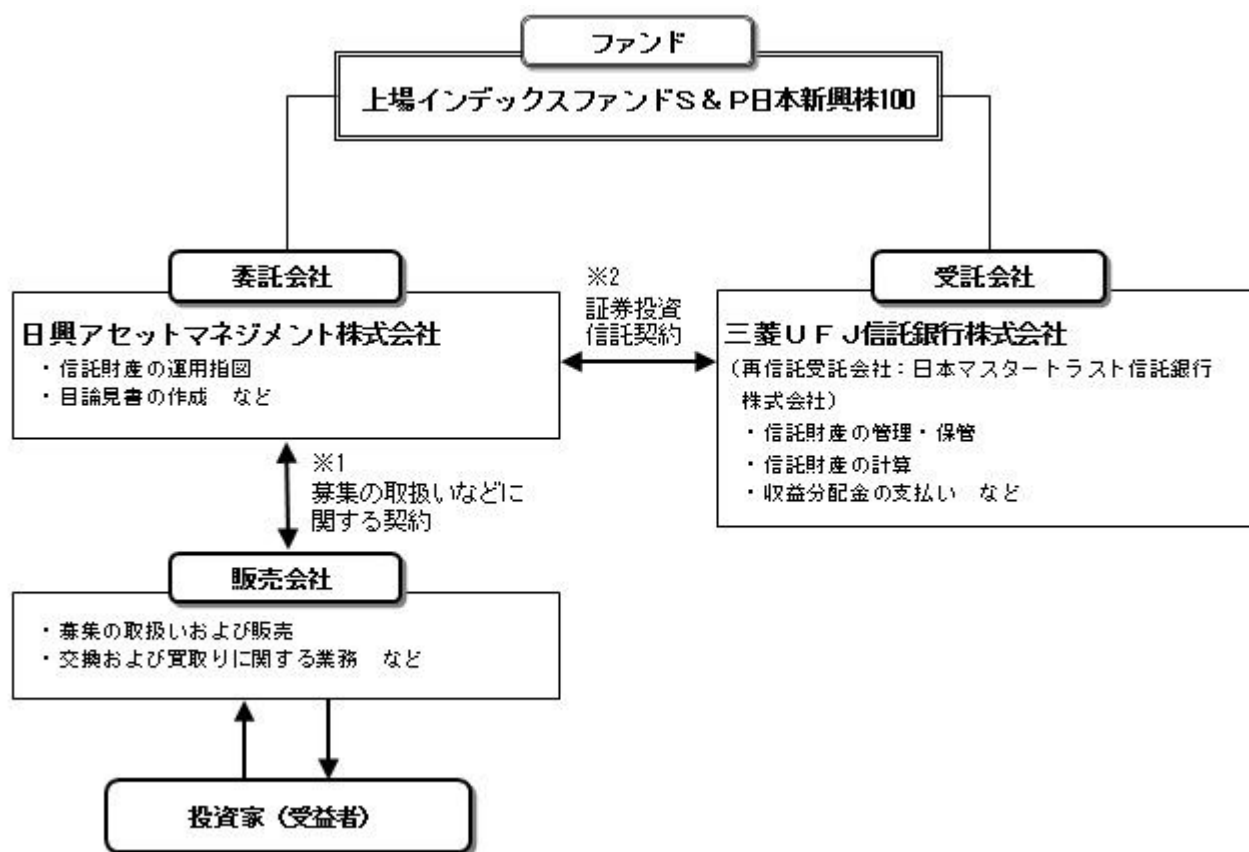 ファンド
上場インデックスファンドS＆P日本新興株100
委託会社
日興アセットマネジメント株式会社
・信託財産の運用指図
・目論見書の作成　など
※2
証券投資
信託契約
受託会社
三菱UFJ信託銀行株式会社
（再信託受託会社：日本マスタートラスト信託銀行
株式会社）
・信託財産の管理・保管
・信託財産の計算
・収益分配金の支払い　など
※1
募集の取扱いなどに
関する契約
販売会社
・募集の取扱いおよび販売
・交換および買取りに関する業務　など
投資家（受益者）